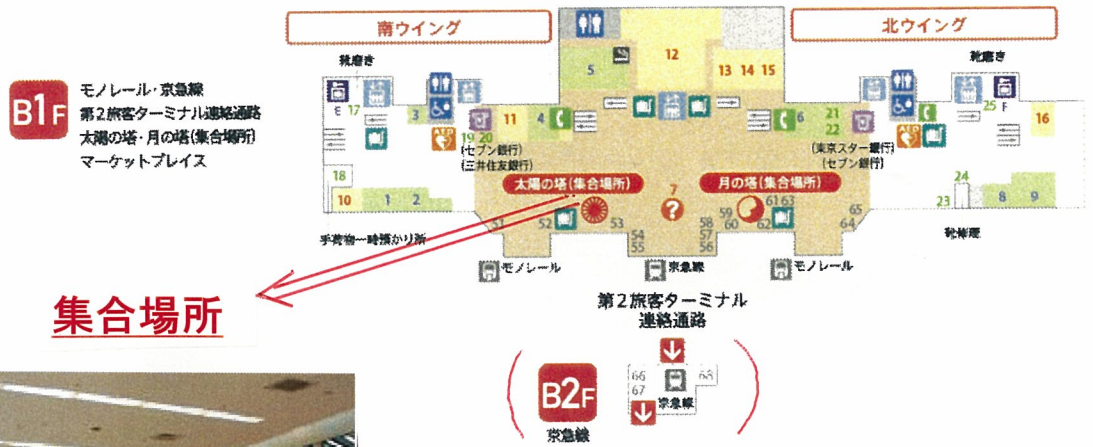 南ウイング
北ウイング
B1F
モノレール・京急線
第2旅客ターミナル連絡通路
太陽の塔・月の塔(集合場所)
マーケットプレイス
靴磨き
靴磨き
12
5
13 14 15
E 17
3
11
4
6
21
22
25 F
16
19 20
(セブン銀行)
(三井住友銀行)
(東京スター銀行)
(セブン銀行)
AED
AED
18
10 1 2
太陽の塔(集合場所)
7
?
月の塔(集合場所)
24
23
8 9
51 52 53
54
55
58
57
56
59
60
61 63
62
65
64
手荷物一時預かり所
靴修理
モノレール
京急線
モノレール
集合場所
第2旅客ターミナル
連絡通路
B2F
京急線
66
67
68
京急線